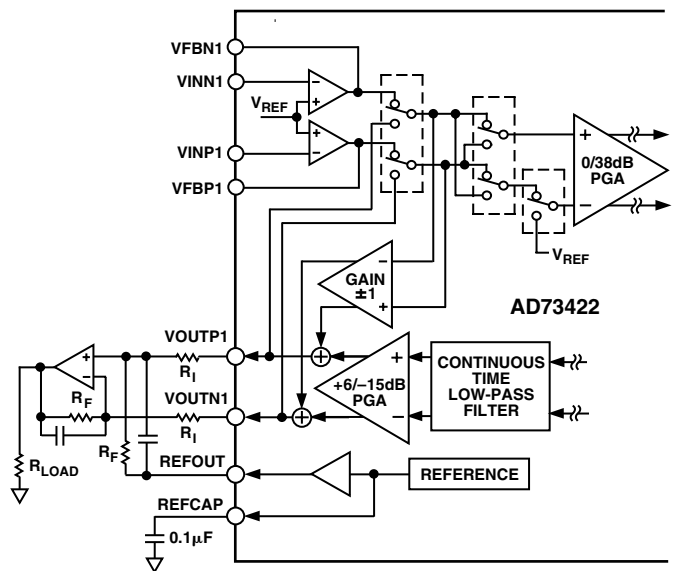 VFBN1
VINN1
VREF
VINP1
VFBP1
0/38dB
PGA
VREF
GAIN
±1
AD73422
VOUTP1
RI
+6/–15dB
PGA
CONTINUOUS
TIME
LOW-PASS
FILTER
RF
VOUTN1
RI
RF
RLOAD
REFOUT
REFERENCE
REFCAP
0.1μF